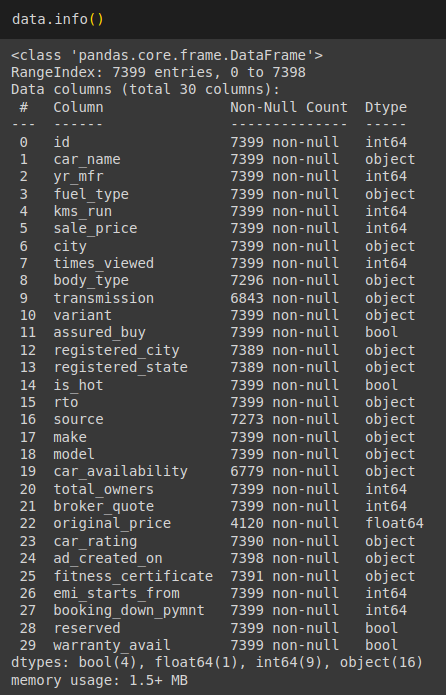 data.info()
<class 'pandas.core.frame.DataFrame'>
RangeIndex: 7399 entries, 0 to 7398
Data columns (total 30 columns):
 #   Column               Non-Null Count  Dtype
---  ------               --------------  -----
 0   id                   7399 non-null   int64
 1   car_name             7399 non-null   object
 2   yr_mfr               7399 non-null   int64
 3   fuel_type            7399 non-null   object
 4   kms_run              7399 non-null   int64
 5   sale_price           7399 non-null   int64
 6   city                 7399 non-null   object
 7   times_viewed         7399 non-null   int64
 8   body_type            7296 non-null   object
 9   transmission         6843 non-null   object
 10  variant              7399 non-null   object
 11  assured_buy          7399 non-null   bool
 12  registered_city      7389 non-null   object
 13  registered_state     7389 non-null   object
 14  is_hot               7399 non-null   bool
 15  rto                  7399 non-null   object
 16  source               7273 non-null   object
 17  make                 7399 non-null   object
 18  model                7399 non-null   object
 19  car_availability     6779 non-null   object
 20  total_owners         7399 non-null   int64
 21  broker_quote         7399 non-null   int64
 22  original_price       4120 non-null   float64
 23  car_rating           7390 non-null   object
 24  ad_created_on        7398 non-null   object
 25  fitness_certificate  7391 non-null   object
 26  emi_starts_from      7399 non-null   int64
 27  booking_down_pymnt   7399 non-null   int64
 28  reserved             7399 non-null   bool
 29  warranty_avail       7399 non-null   bool
dtypes: bool(4), float64(1), int64(9), object(16)
memory usage: 1.5+ MB